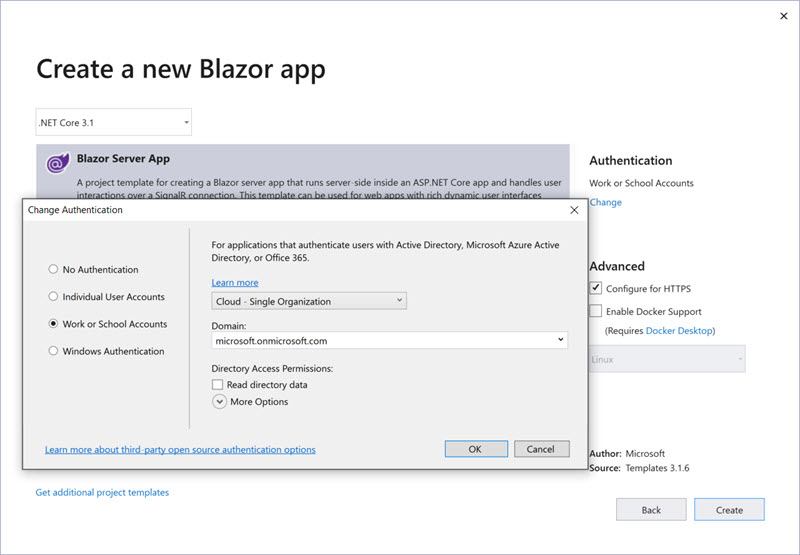 Create a new Blazor app
.NET Core 3.1
Blazor Server App
A project template for creating a Blazor server app that runs server-side inside an ASP.NET Core app and handles user
interactions over a SignalR connection. This template can be used for web apps with rich dynamic user interfaces
Authentication
Work or School Accounts
Change
Advanced
Configure for HTTPS
Enable Docker Support
(Requires Docker Desktop)
Linux
Author: Microsoft
Source: Templates 3.1.6
Change Authentication
No Authentication
Individual User Accounts
Work or School Accounts
Windows Authentication
For applications that authenticate users with Active Directory, Microsoft Azure Active
Directory, or Office 365.
Learn more
Cloud - Single Organization
Domain:
microsoft.onmicrosoft.com
Directory Access Permissions:
Read directory data
More Options
Learn more about third-party open source authentication options
OK
Cancel
Get additional project templates
Back
Create